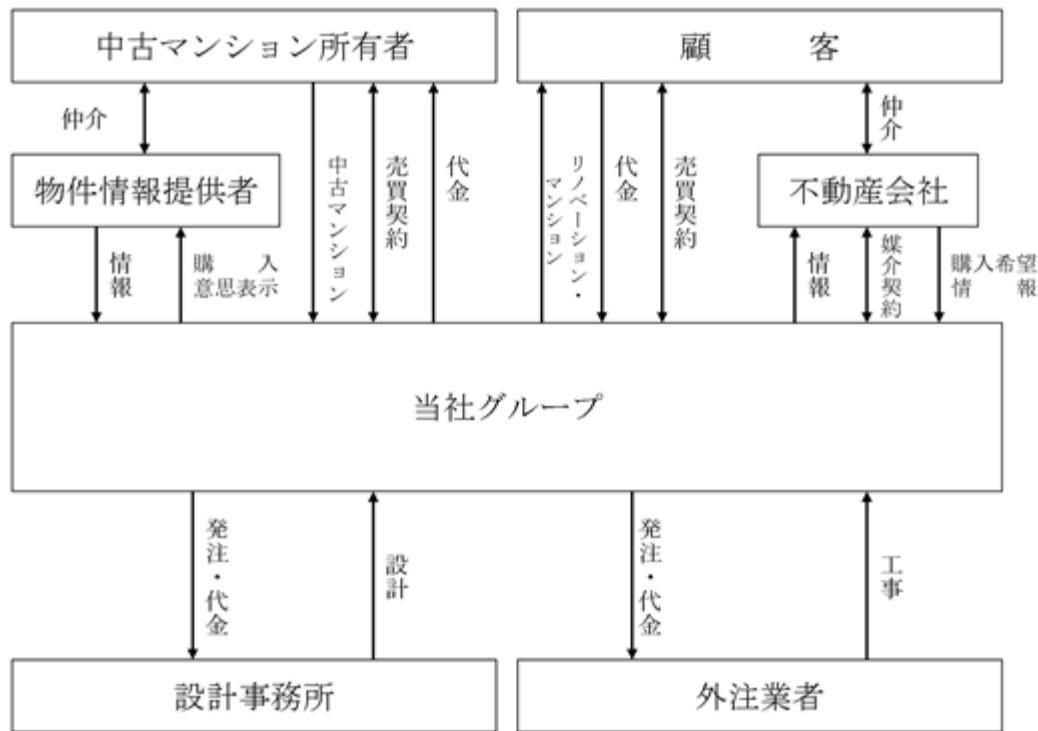 中古マンション所有者
顧 客
仲介
仲介
物件情報提供者
不動産会社
中古マンション
売買契約
代金
リノベーション・
マンション
代金
売買契約
情報
購 入
意思表示
情報
媒介契約
購入希望
情 報
当社グループ
発注・代金
設計
発注・代金
工事
設計事務所
外注業者